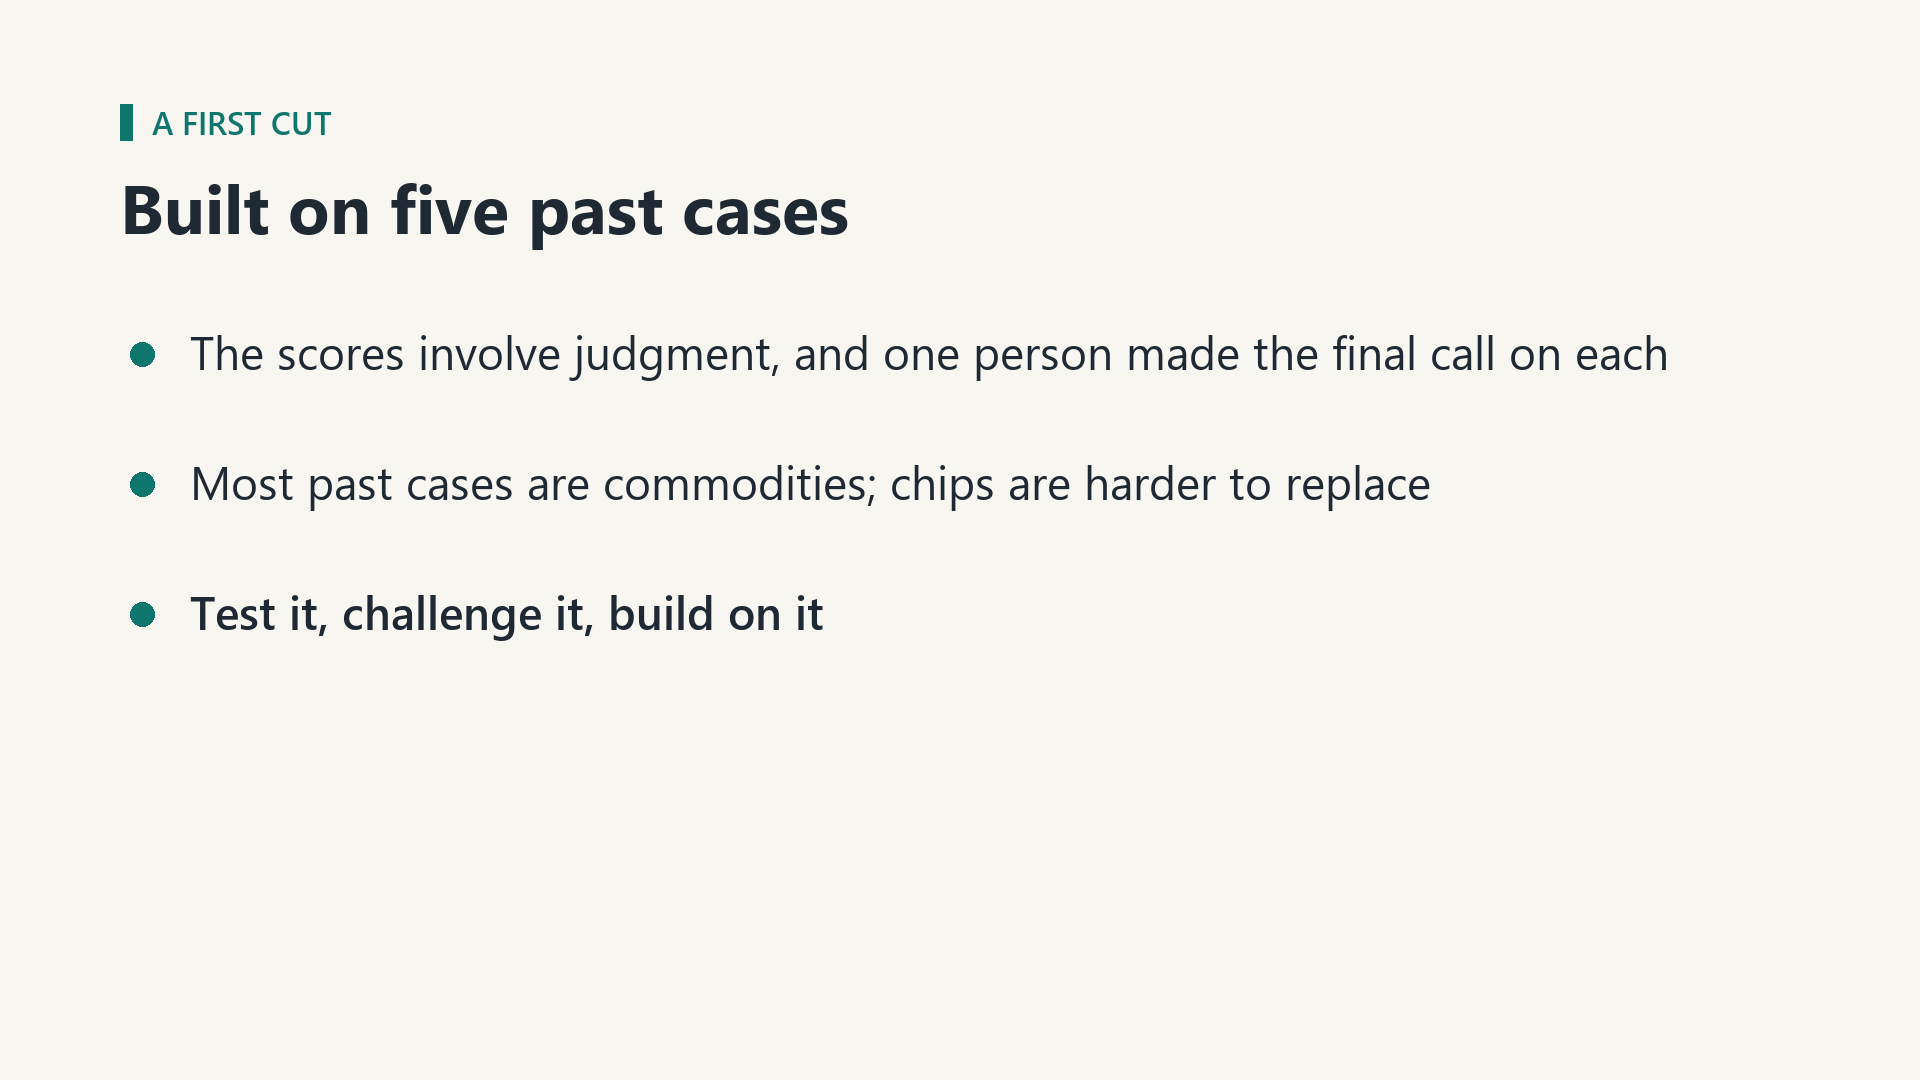 A FIRST CUT
Built on five past cases
The scores involve judgment, and one person made the final call on each
Most past cases are commodities; chips are harder to replace
Test it, challenge it, build on it